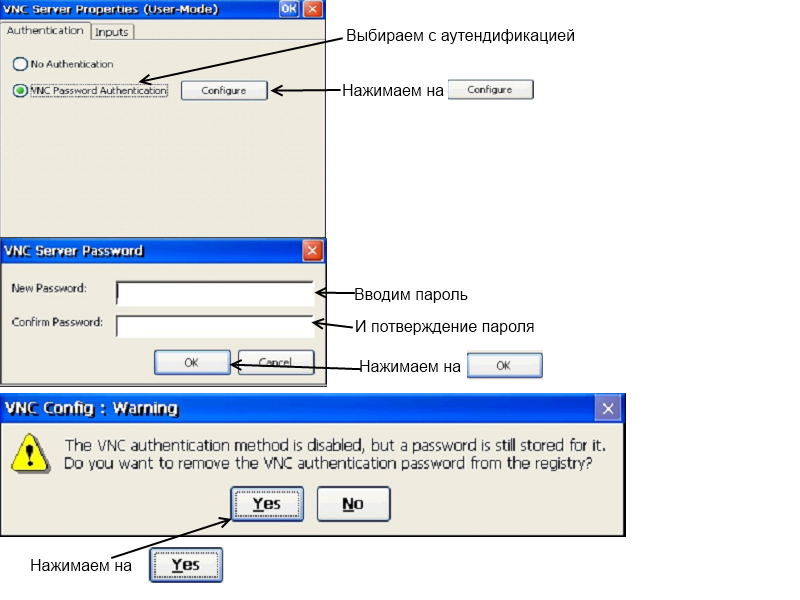 VNC Server Properties (User-Mode) OK
Authentication Inputs
Выбираем с аутендификацией
No Authentication
VNC Password Authentication Configure
Нажимаем на Configure
VNC Server Password
New Password:
Вводим пароль
Confirm Password:
И потверждение пароля
OK Cancel
Нажимаем на OK
VNC Config : Warning
The VNC authentication method is disabled, but a password is still stored for it.
Do you want to remove the VNC authentication password from the registry?
Yes No
Нажимаем на Yes